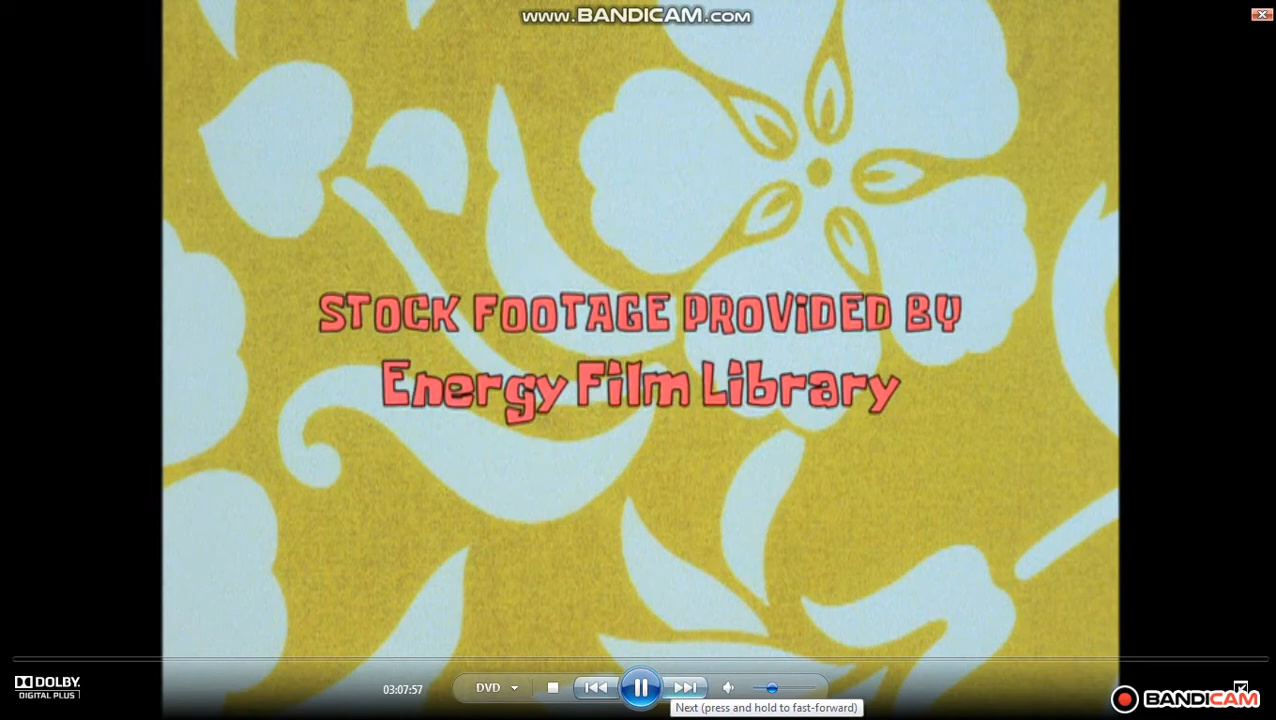 www.BANDICAM.com
STOCK FOOTAGE PROViDED BY
Energy Film Library
03:07:57
DVD
Next (press and hold to fast-forward)
DOLBY
DIGITAL PLUS
BANDICAM